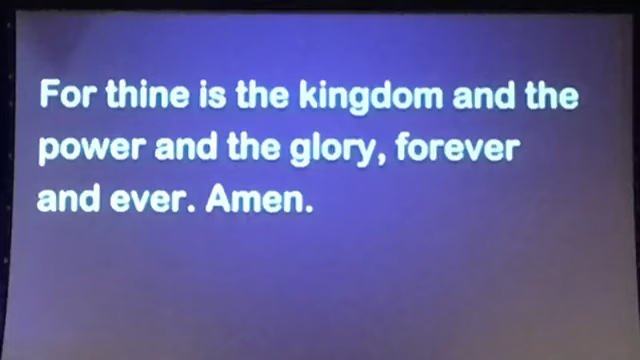 For thine is the kingdom and the
power and the glory, forever
and ever. Amen.